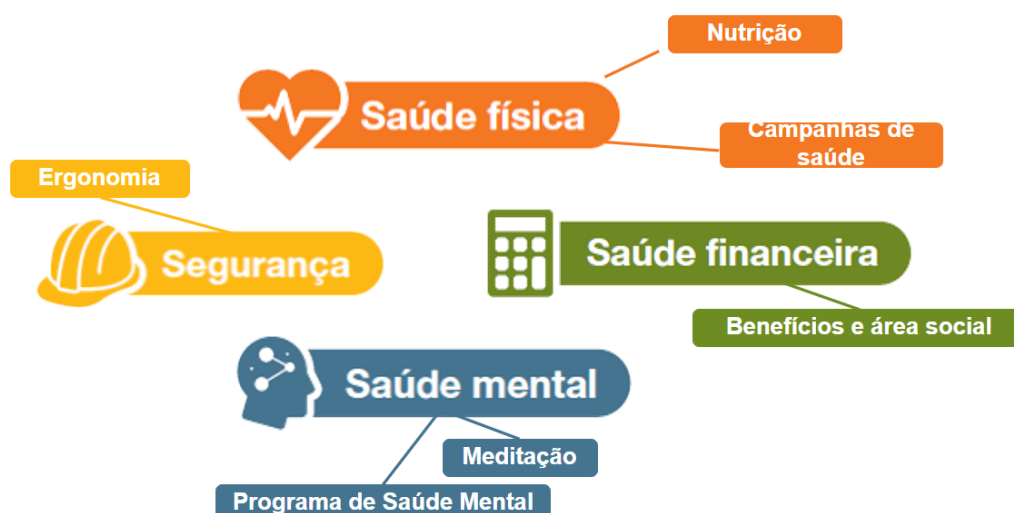 Nutrição
Saúde física
Campanhas de
saúde
Ergonomia
Segurança
Saúde financeira
Benefícios e área social
Saúde mental
Meditação
Programa de Saúde Mental